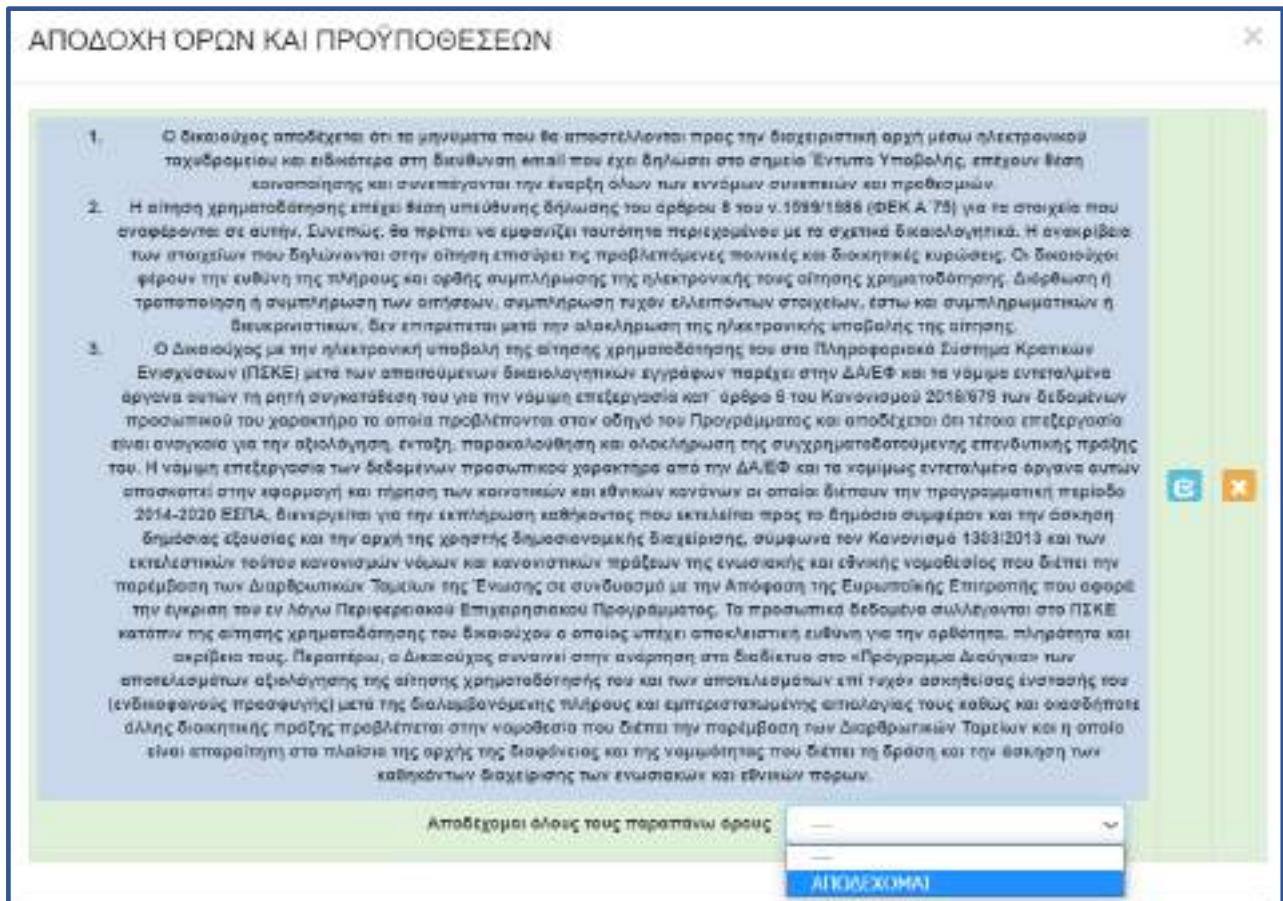 ΑΠΟΔΟΧΗ ΌΡΩΝ ΚΑΙ ΠΡΟΫΠΟΘΕΣΕΩΝ
1. Ο δικαιούχος αποδέχεται ότι τα μηνύματα που θα αποστέλλονται προς την διαχειριστική αρχή μέσω ηλεκτρονικού
ταχυδρομείου και ειδικότερα στη διεύθυνση email που έχει δηλώσει στο σημείο Έντυπο Υποβολής, επέχουν θέση
κοινοποίησης και συνεπάγονται την έναρξη όλων των εννόμων συνεπειών και προθεσμιών.
2. Η αίτηση χρηματοδότησης επέχει θέση υπεύθυνης δήλωσης του άρθρου 8 του ν.1599/1986 (ΦΕΚ Α΄75) για τα στοιχεία που
αναφέρονται σε αυτήν. Συνεπώς, θα πρέπει να εμφανίζει ταυτότητα περιεχομένου με τα σχετικά δικαιολογητικά. Η ανακρίβεια
των στοιχείων που δηλώνονται στην αίτηση επισύρει τις προβλεπόμενες ποινικές και διοικητικές κυρώσεις. Οι δικαιούχοι
φέρουν την ευθύνη της πλήρους και ορθής συμπλήρωσης της ηλεκτρονικής τους αίτησης χρηματοδότησης. Διόρθωση ή
τροποποίηση ή συμπλήρωση των αιτήσεων, συμπλήρωση τυχόν ελλειπόντων στοιχείων, έστω και συμπληρωματικών ή
διευκρινιστικών, δεν επιτρέπεται μετά την ολοκλήρωση της ηλεκτρονικής υποβολής της αίτησης.
3. Ο Δικαιούχος με την ηλεκτρονική υποβολή της αίτησης χρηματοδότησης του στο Πληροφοριακό Σύστημα Κρατικών
Ενισχύσεων (ΠΣΚΕ) μετά των απαιτούμενων δικαιολογητικών εγγράφων παρέχει στην ΔΑ/ΕΦ και τα νόμιμα εντεταλμένα
όργανα αυτών τη ρητή συγκατάθεση του για την νόμιμη επεξεργασία κατ΄ άρθρο 6 του Κανονισμού 2016/679 των δεδομένων
προσωπικού του χαρακτήρα τα οποία προβλέπονται στον οδηγό του Προγράμματος και αποδέχεται ότι τέτοια επεξεργασία
είναι αναγκαία για την αξιολόγηση, ένταξη, παρακολούθηση και ολοκλήρωση της συγχρηματοδοτούμενης επενδυτικής πράξης
του. Η νόμιμη επεξεργασία των δεδομένων προσωπικού χαρακτήρα από την ΔΑ/ΕΦ και τα νομίμως εντεταλμένα όργανα αυτών
αποσκοπεί στην εφαρμογή και τήρηση των κοινοτικών και εθνικών κανόνων οι οποίοι διέπουν την προγραμματική περίοδο
2014-2020 ΕΣΠΑ, διενεργείται για την εκπλήρωση καθήκοντος που εκτελείται προς το δημόσιο συμφέρον και την άσκηση
δημόσιας εξουσίας και την αρχή της χρηστής δημοσιονομικής διαχείρισης, σύμφωνα τον Κανονισμό 1303/2013 και των
εκτελεστικών τούτου κανονισμών νόμων και κανονιστικών πράξεων της ενωσιακής και εθνικής νομοθεσίας που διέπει την
παρέμβαση των Διαρθρωτικών Ταμείων της Ένωσης σε συνδυασμό με την Απόφαση της Ευρωπαϊκής Επιτροπής που αφορά
την έγκριση του εν λόγω Περιφερειακού Επιχειρησιακού Προγράμματος. Τα προσωπικά δεδομένα συλλέγονται στο ΠΣΚΕ
κατόπιν της αίτησης χρηματοδότησης του δικαιούχου ο οποίος υπέχει αποκλειστική ευθύνη για την ορθότητα, πληρότητα και
ακρίβεια τους. Περαιτέρω, ο Δικαιούχος συναινεί στην ανάρτηση στο διαδίκτυο στο «Πρόγραμμα Διαύγεια» των
αποτελεσμάτων αξιολόγησης της αίτησης χρηματοδότησής του και των αποτελεσμάτων επί τυχόν ασκηθείσας ένστασής του
(ενδικοφανούς προσφυγής) μετά της διαλαμβανόμενης πλήρους και εμπεριστατωμένης αιτιολογίας τους καθώς και οιασδήποτε
άλλης διοικητικής πράξης προβλέπεται στην νομοθεσία που διέπει την παρέμβαση των Διαρθρωτικών Ταμείων και η οποία
είναι απαραίτητη στα πλαίσια της αρχής της διαφάνειας και της νομιμότητας που διέπει τη δράση και την άσκηση των
καθηκόντων διαχείρισης των ενωσιακών και εθνικών πόρων.
Αποδέχομαι όλους τους παραπάνω όρους ---
---
ΑΠΟΔΕΧΟΜΑΙ